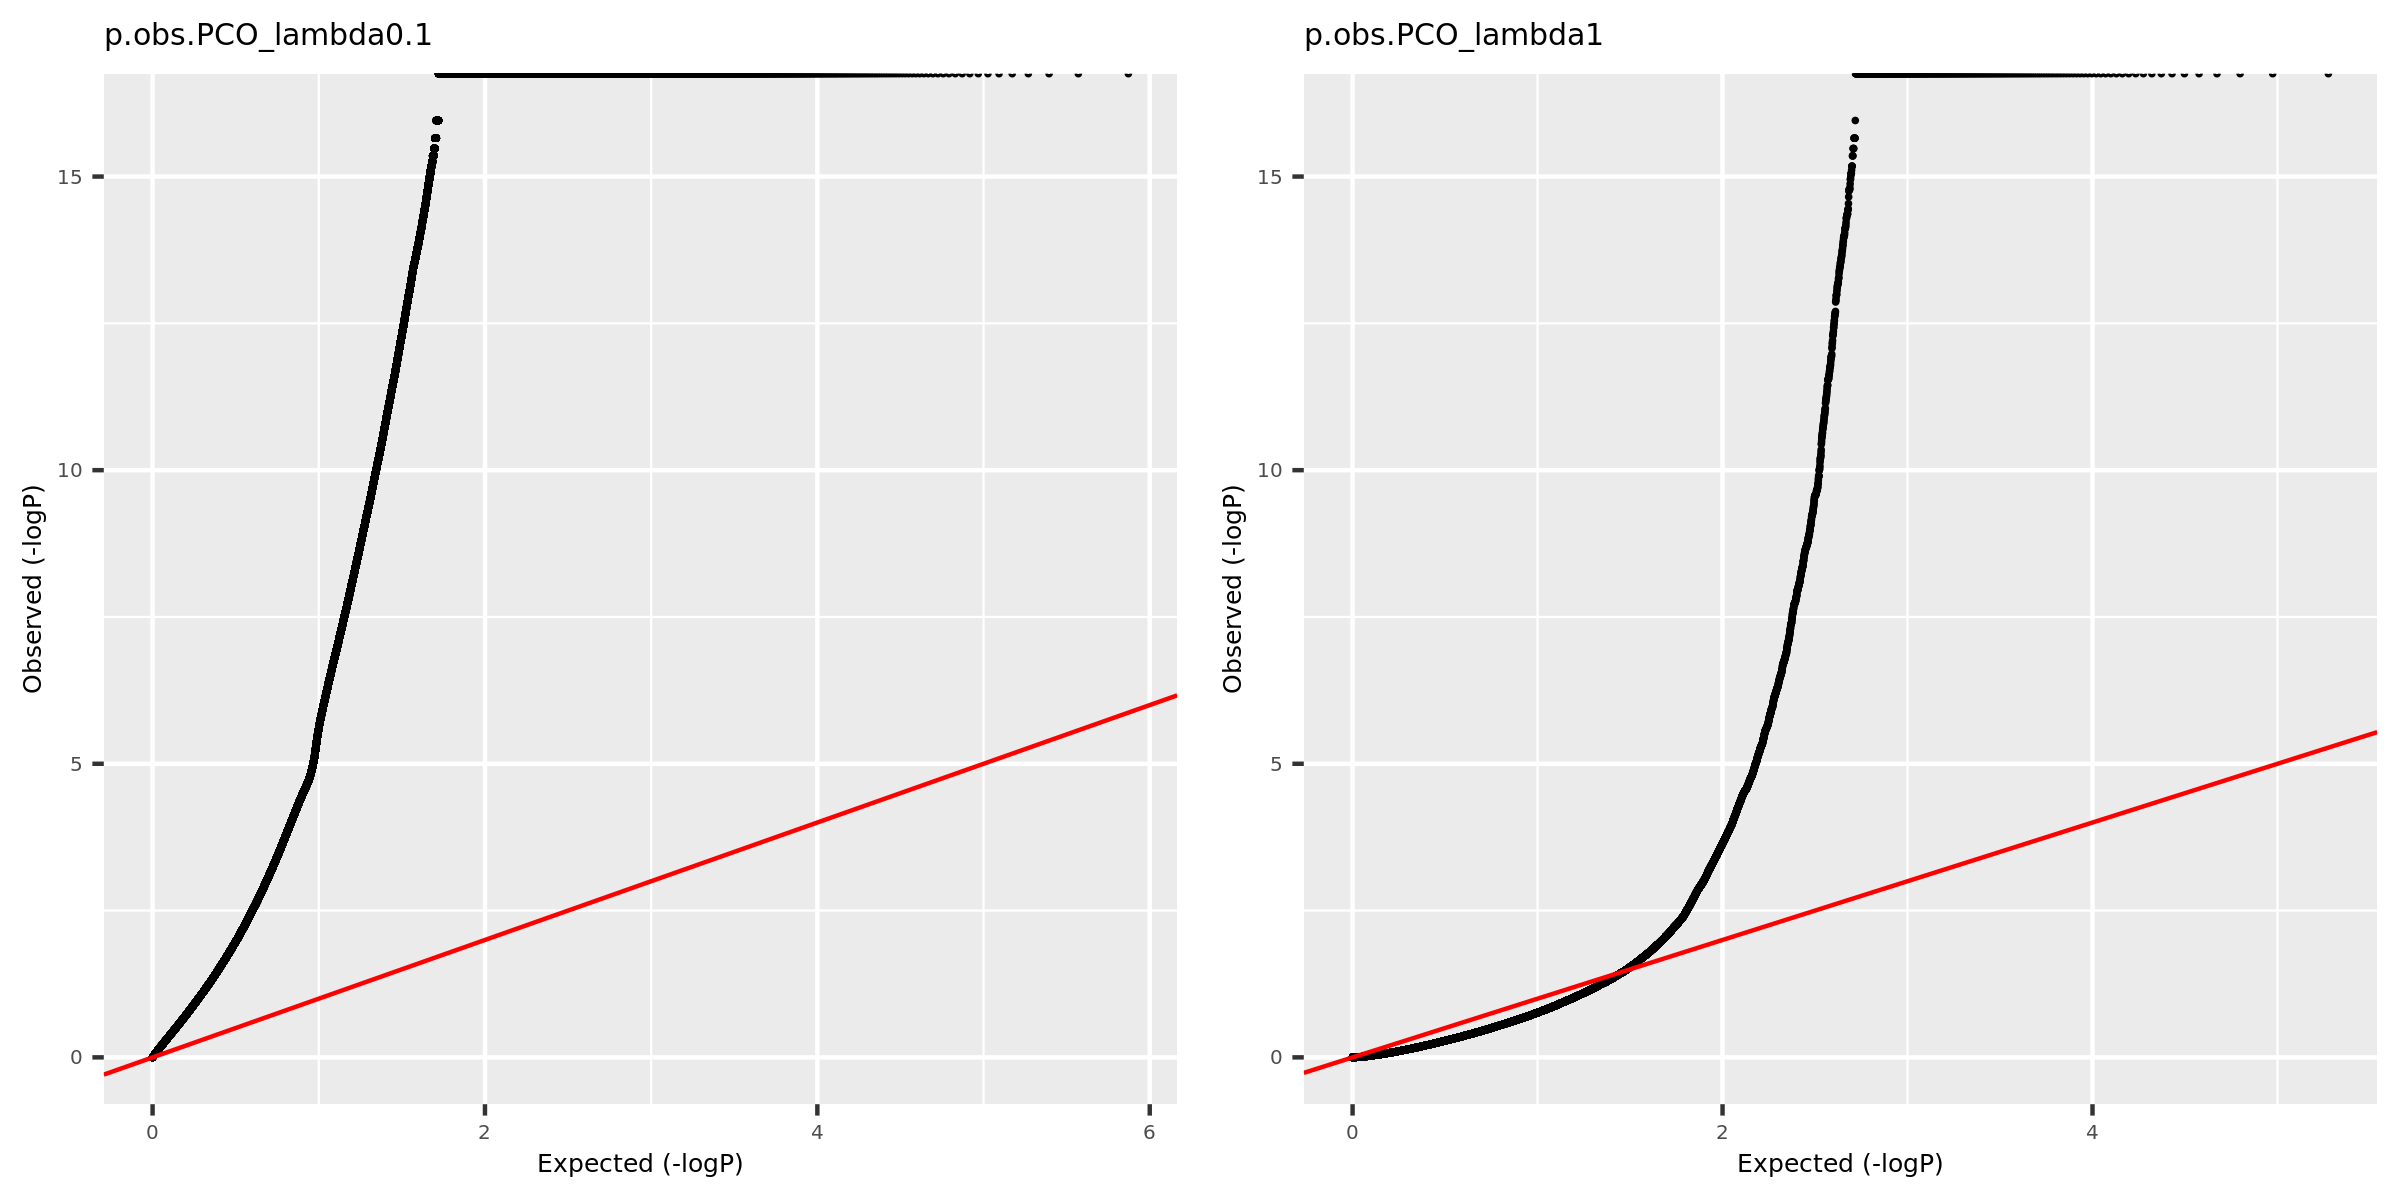 p.obs.PCO_lambda0.1
15
10
5
0
0
2
4
6
Expected (-logP)
Observed (-logP)
p.obs.PCO_lambda1
15
10
5
0
0
2
4
Expected (-logP)
Observed (-logP)